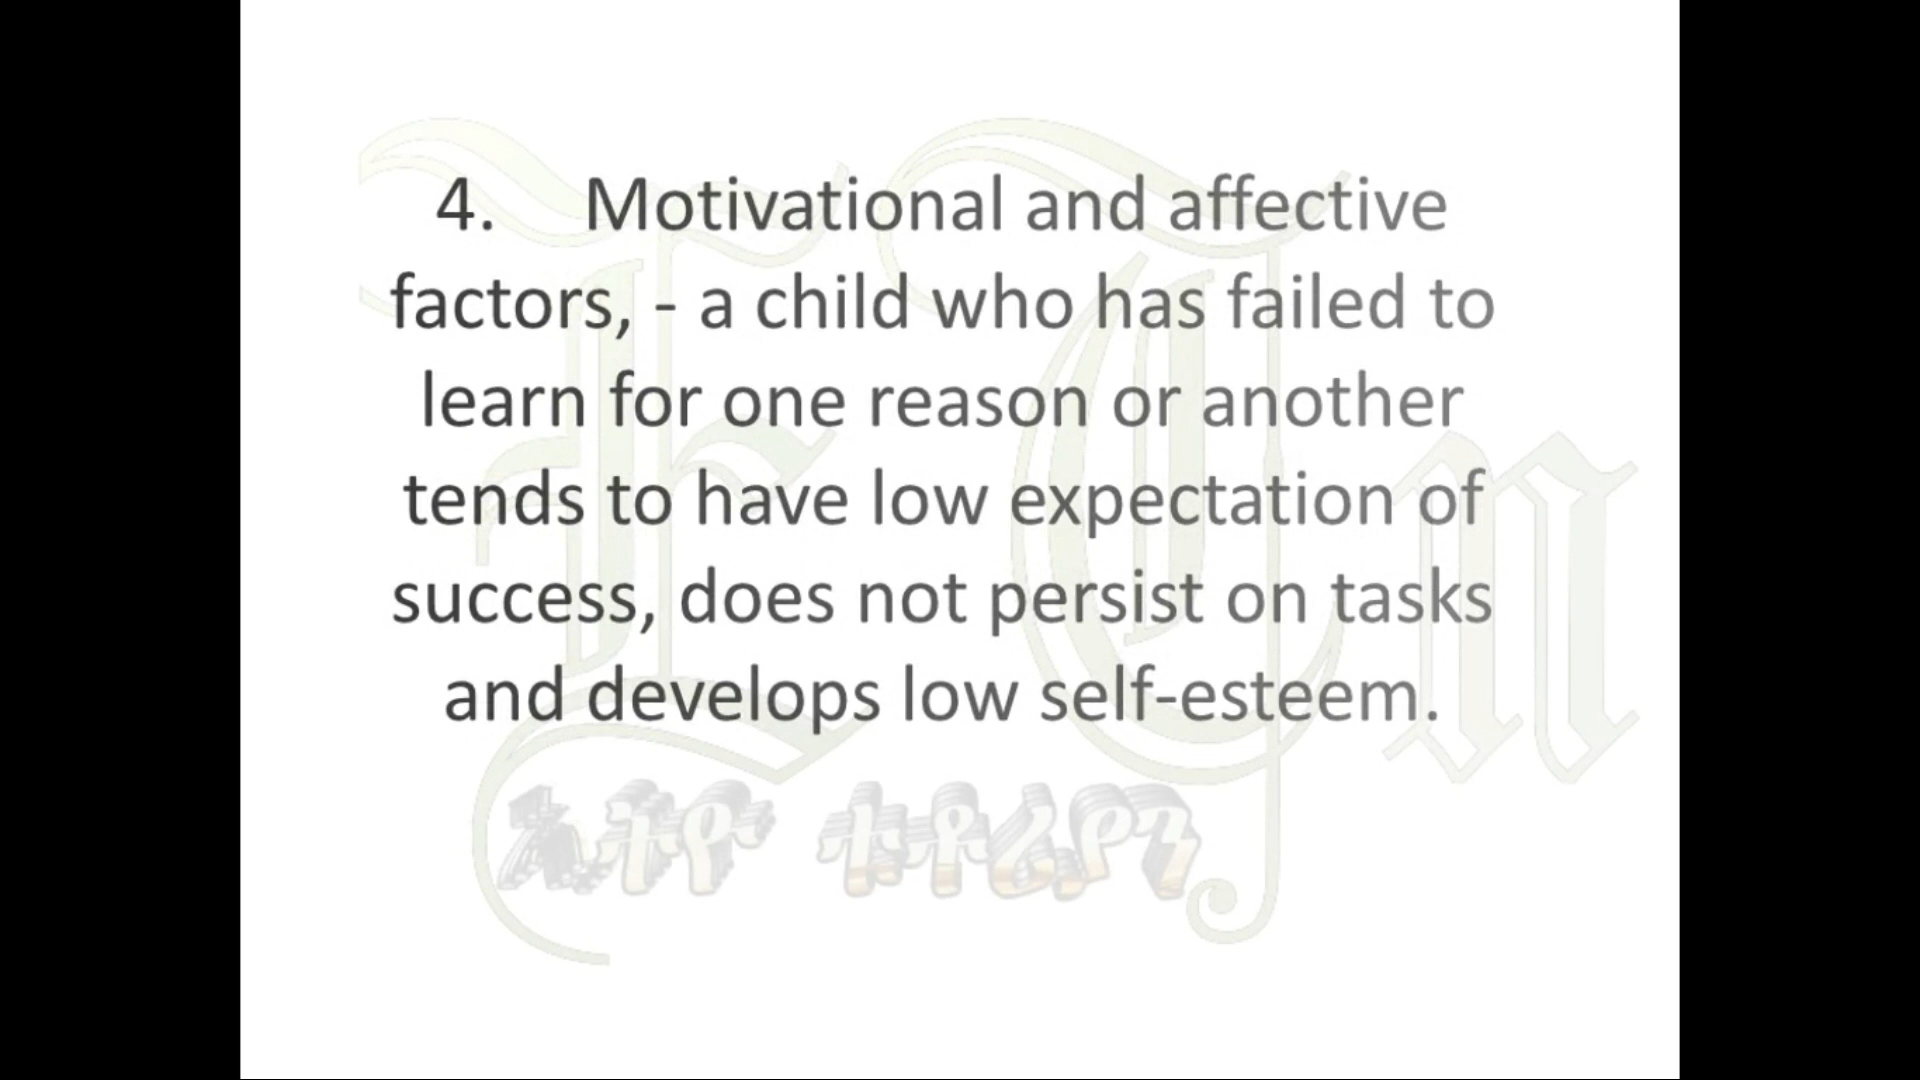 4. Motivational and affective
factors, - a child who has failed to
learn for one reason or another
tends to have low expectation of
success, does not persist on tasks
and develops low self-esteem.